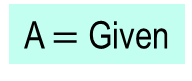 A = Given